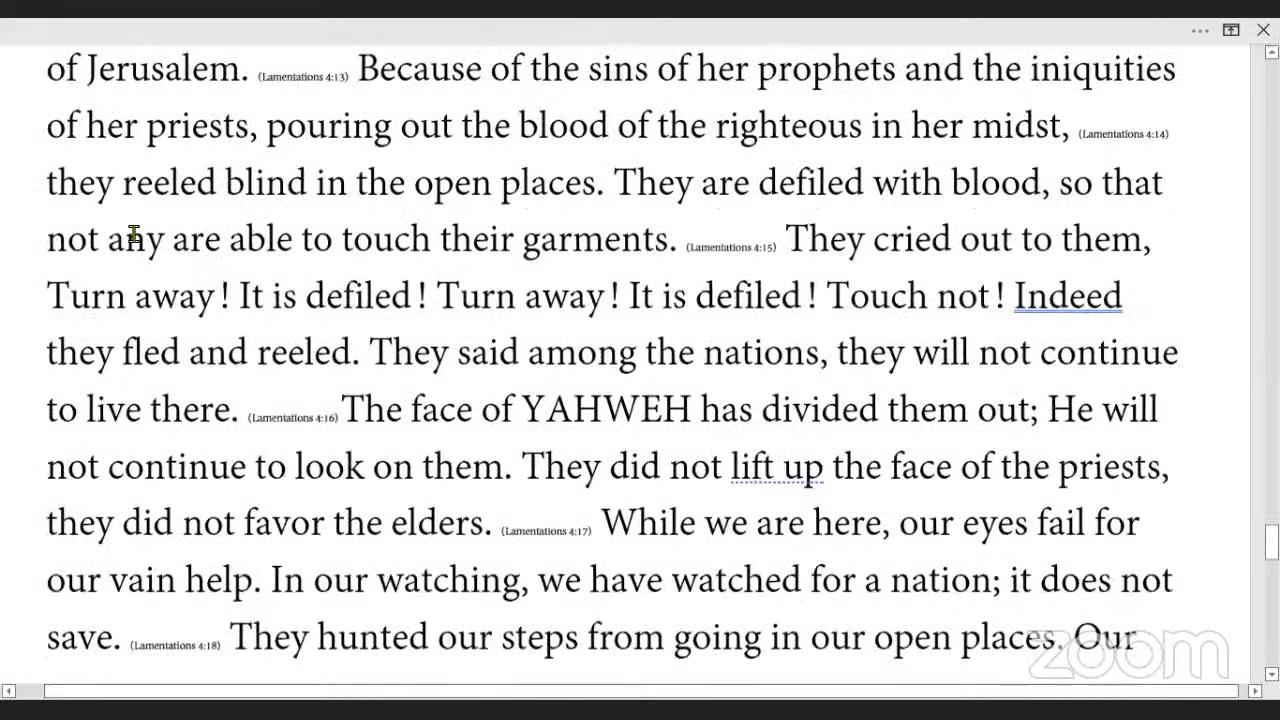 of Jerusalem. (Lamentations 4:13) Because of the sins of her prophets and the iniquities
of her priests, pouring out the blood of the righteous in her midst, (Lamentations 4:14)
they reeled blind in the open places. They are defiled with blood, so that
not any are able to touch their garments. (Lamentations 4:15) They cried out to them,
Turn away! It is defiled! Turn away! It is defiled! Touch not! Indeed
they fled and reeled. They said among the nations, they will not continue
to live there. (Lamentations 4:16) The face of YAHWEH has divided them out; He will
not continue to look on them. They did not lift up the face of the priests,
they did not favor the elders. (Lamentations 4:17) While we are here, our eyes fail for
our vain help. In our watching, we have watched for a nation; it does not
save. (Lamentations 4:18) They hunted our steps from going in our open places. Our
zoom